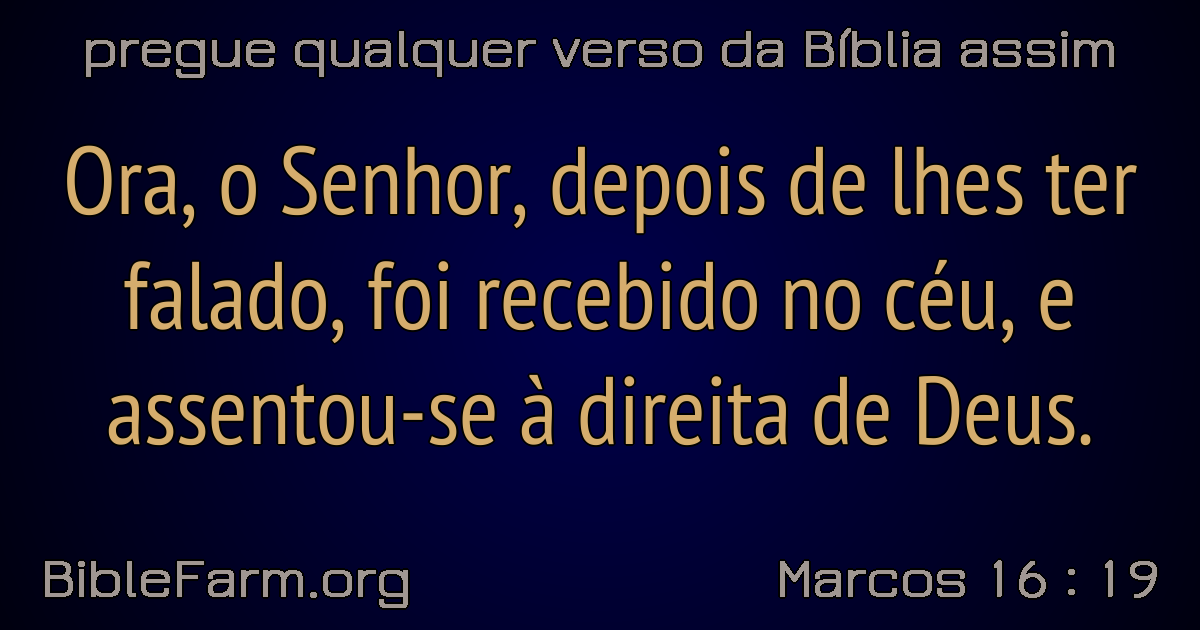 pregue qualquer verso da Bíblia assim
Ora, o Senhor, depois de lhes ter
falado, foi recebido no céu, e
assentou-se à direita de Deus.
BibleFarm.org
Marcos 16 : 19